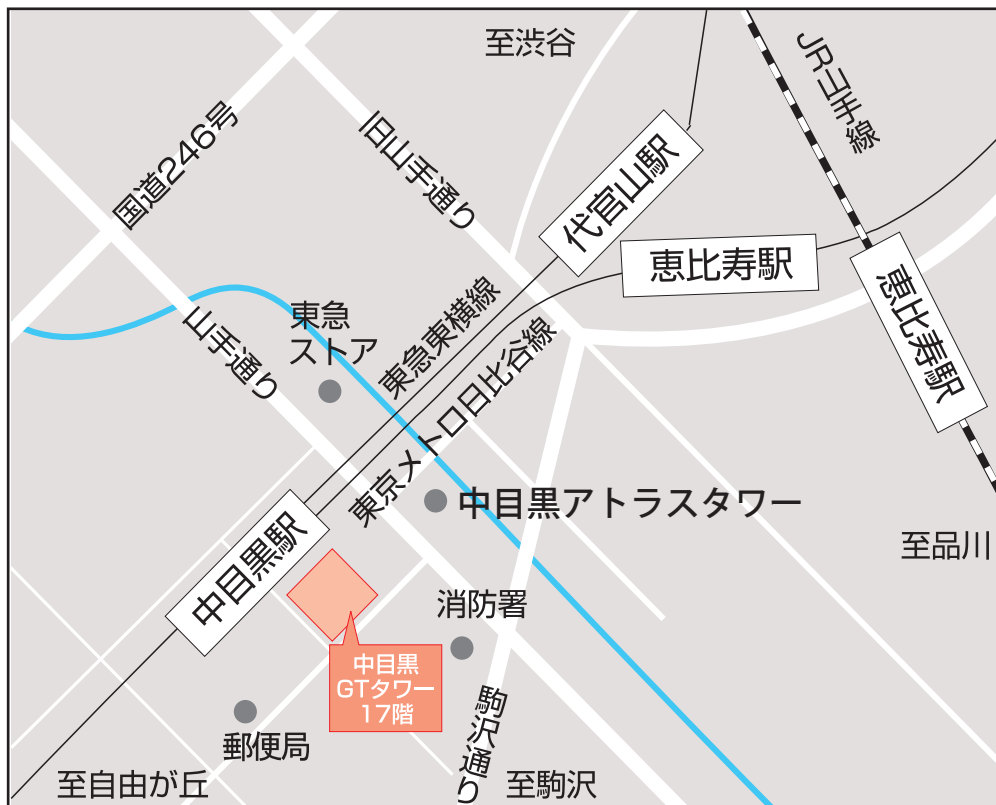 至渋谷
JR山手線
国道246号
旧山手通り
代官山駅
恵比寿駅
恵比寿駅
東急
ストア
山手通り
東急東横線
東京メトロ日比谷線
中目黒アトラスタワー
中目黒駅
至品川
消防署
中目黒
GTタワー
17階
駒沢通り
郵便局
至自由が丘
至駒沢